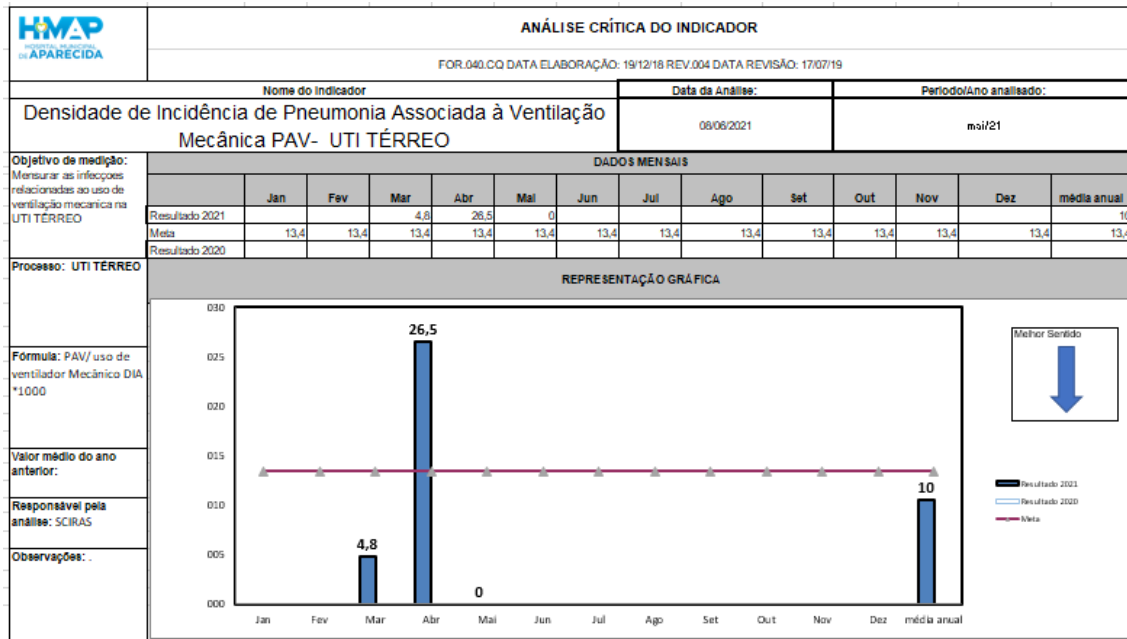 HMAP
HOSPITAL MUNICIPAL
DE APARECIDA
ANÁLISE CRÍTICA DO INDICADOR
FOR.040.CQ DATA ELABORAÇÃO: 19/12/18 REV.004 DATA REVISÃO: 17/07/19
Nome do Indicador
Data da Análise:
Período/Ano analisado:
Densidade de Incidência de Pneumonia Associada à Ventilação
Mecânica PAV- UTI TÉRREO
08/06/2021
mai/21
Objetivo de medição:
Mensurar as infecçoes
relacionadas ao uso de
ventilação mecanica na
UTI TÉRREO
DADOS MENSAIS
Jan Fev Mar Abr Mai Jun Jul Ago Set Out Nov Dez média anual
Resultado 2021 4,8 26,5 0 10
Meta 13,4 13,4 13,4 13,4 13,4 13,4 13,4 13,4 13,4 13,4 13,4 13,4 13,4
Resultado 2020
Processo: UTI TÉRREO
REPRESENTAÇÃO GRÁFICA
Fórmula: PAV/ uso de
ventilador Mecânico DIA
*1000
Valor médio do ano
anterior:
Responsável pela
análise: SCIRAS
Observações: .
030
025
020
015
010
005
000
26,5
4,8
0
10
Jan Fev Mar Abr Mai Jun Jul Ago Set Out Nov Dez média anual
Melhor Sentido
Resultado 2021
Resultado 2020
Meta